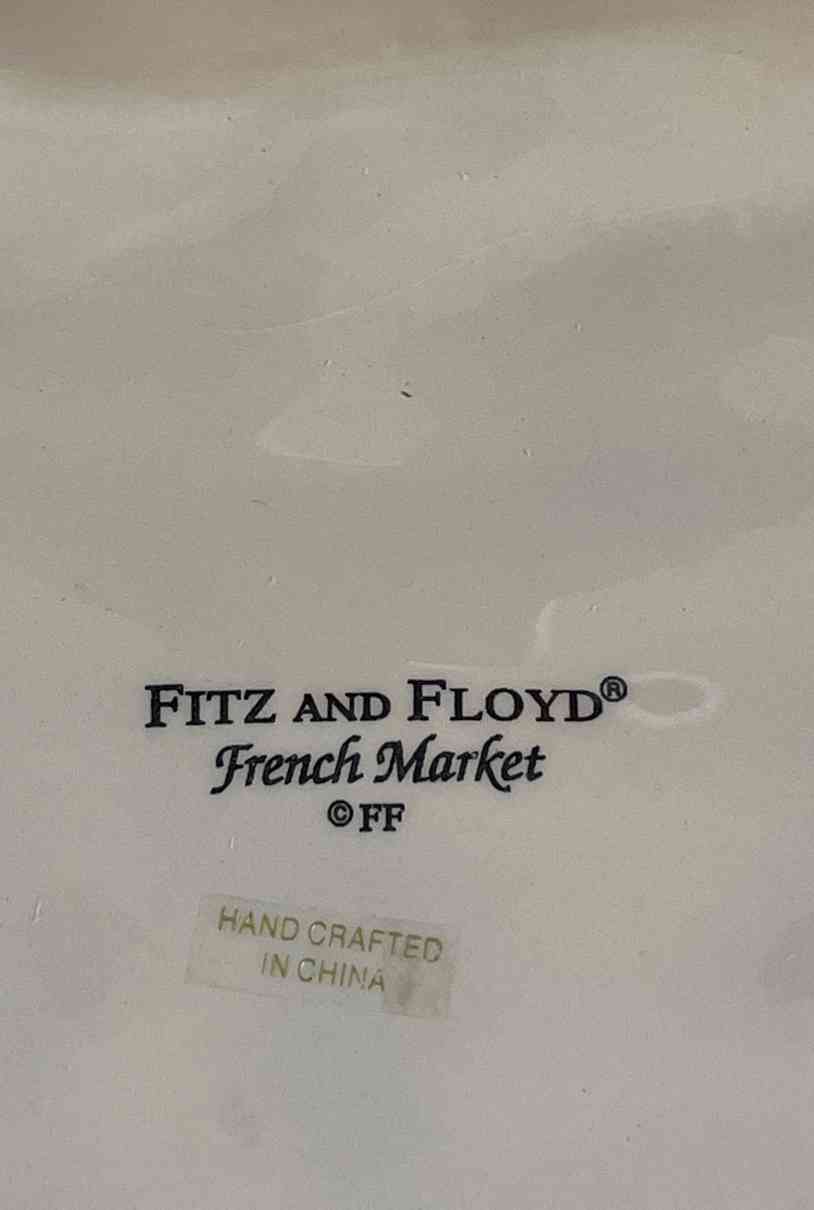 FITZ AND FLOYD®
French Market
© FF
HAND CRAFTED
IN CHINA